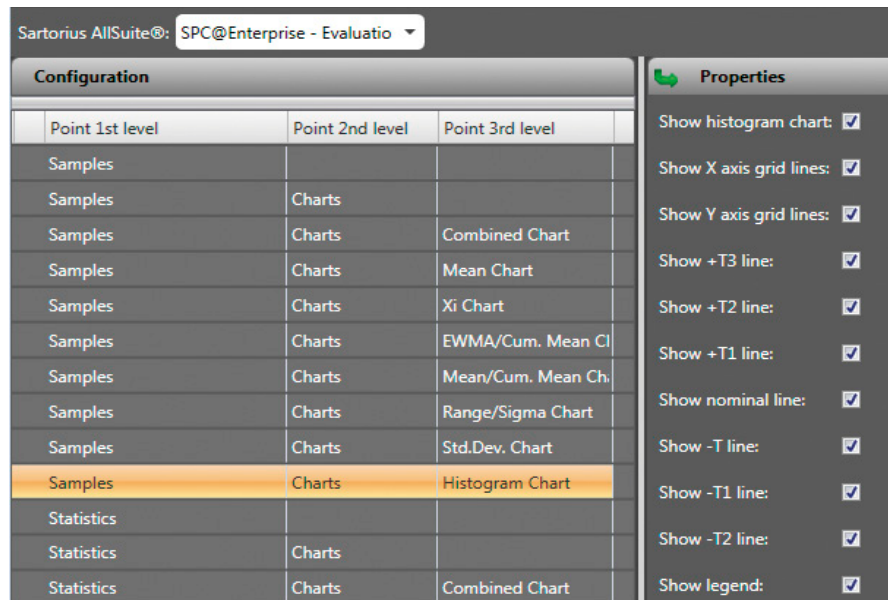 Sartorius AllSuite®: SPC@Enterprise - Evaluatio
Configuration
Point 1st level Point 2nd level Point 3rd level
Samples
Samples Charts
Samples Charts Combined Chart
Samples Charts Mean Chart
Samples Charts Xi Chart
Samples Charts EWMA/Cum. Mean Cl
Samples Charts Mean/Cum. Mean Cha
Samples Charts Range/Sigma Chart
Samples Charts Std.Dev. Chart
Samples Charts Histogram Chart
Statistics
Statistics Charts
Statistics Charts Combined Chart
Properties
Show histogram chart:
Show X axis grid lines:
Show Y axis grid lines:
Show +T3 line:
Show +T2 line:
Show +T1 line:
Show nominal line:
Show -T line:
Show -T1 line:
Show -T2 line:
Show legend: